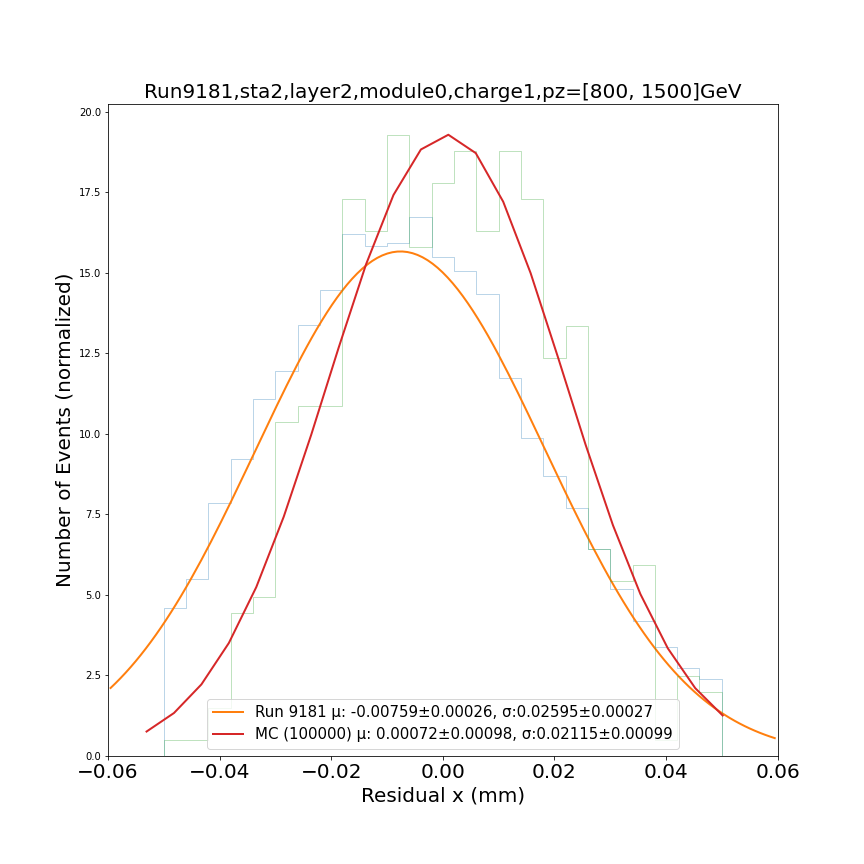 Run9181,sta2,layer2,module0,charge1,pz=[800, 1500]GeV
20.0
17.5
15.0
12.5
10.0
7.5
5.0
2.5
0.0
Number of Events (normalized)
Run 9181 μ: -0.00759±0.00026, σ:0.02595±0.00027
MC (100000) μ: 0.00072±0.00098, σ:0.02115±0.00099
−0.06 −0.04 −0.02 0.00 0.02 0.04 0.06
Residual x (mm)